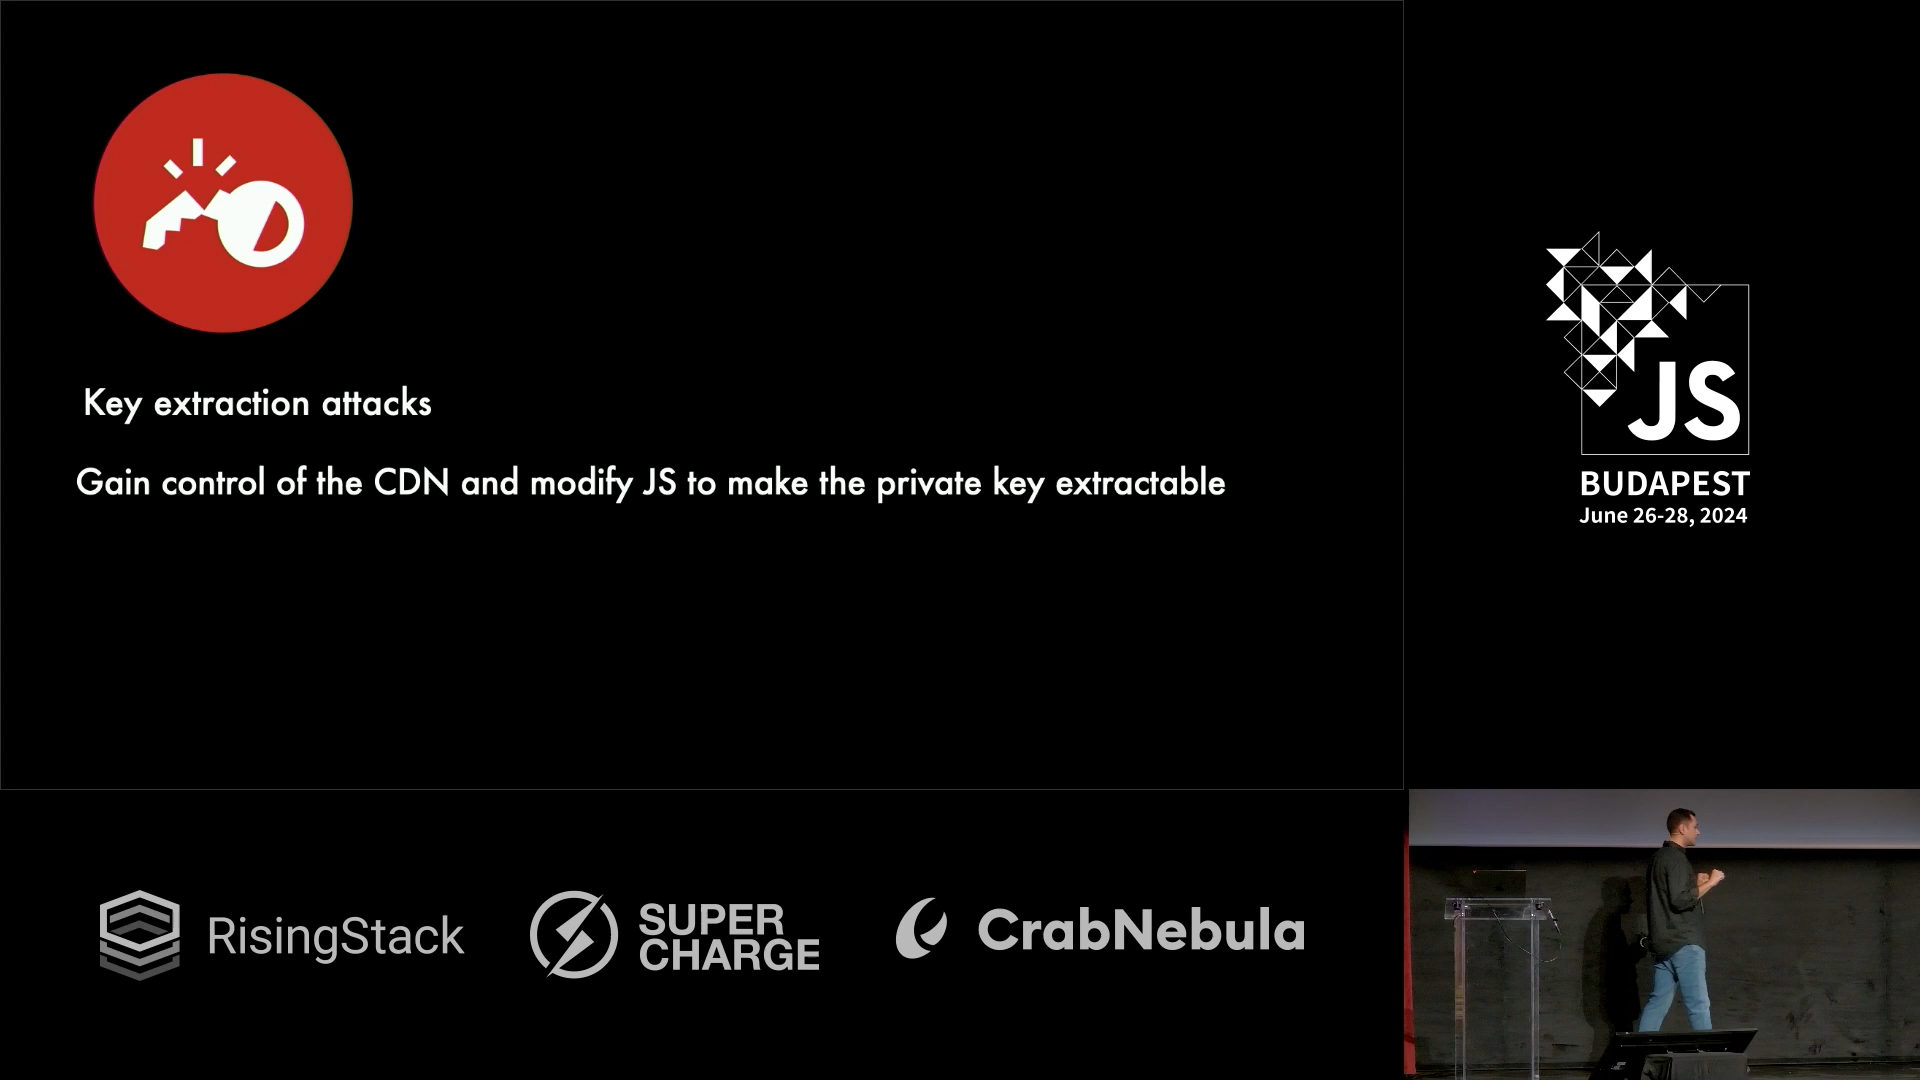 Key extraction attacks
Gain control of the CDN and modify JS to make the private key extractable
JS
BUDAPEST
June 26-28, 2024
RisingStack
SUPER
CHARGE
CrabNebula